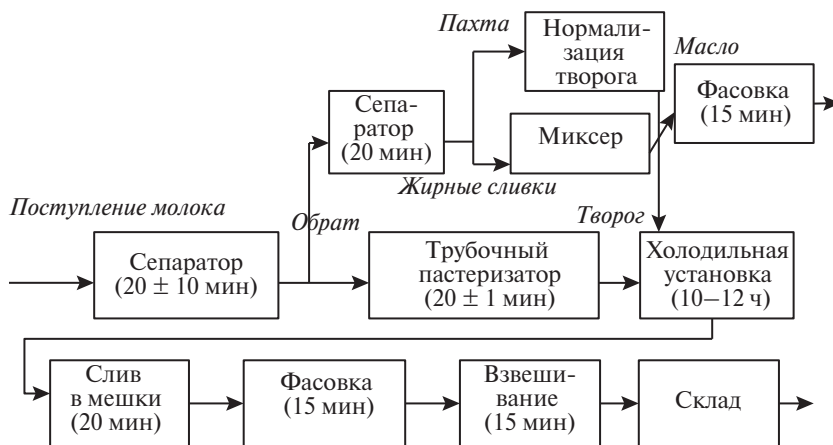 Пахта
Нормали-
зация
творога
Масло
Фасовка
(15 мин)
Сепа-
ратор
(20 мин)
Миксер
Жирные сливки
Поступление молока
Обрат
Творог
Сепаратор
(20 ± 10 мин)
Трубочный
пастеризатор
(20 ± 1 мин)
Холодильная
установка
(10–12 ч)
Слив
в мешки
(20 мин)
Фасовка
(15 мин)
Взвеши-
вание
(15 мин)
Склад